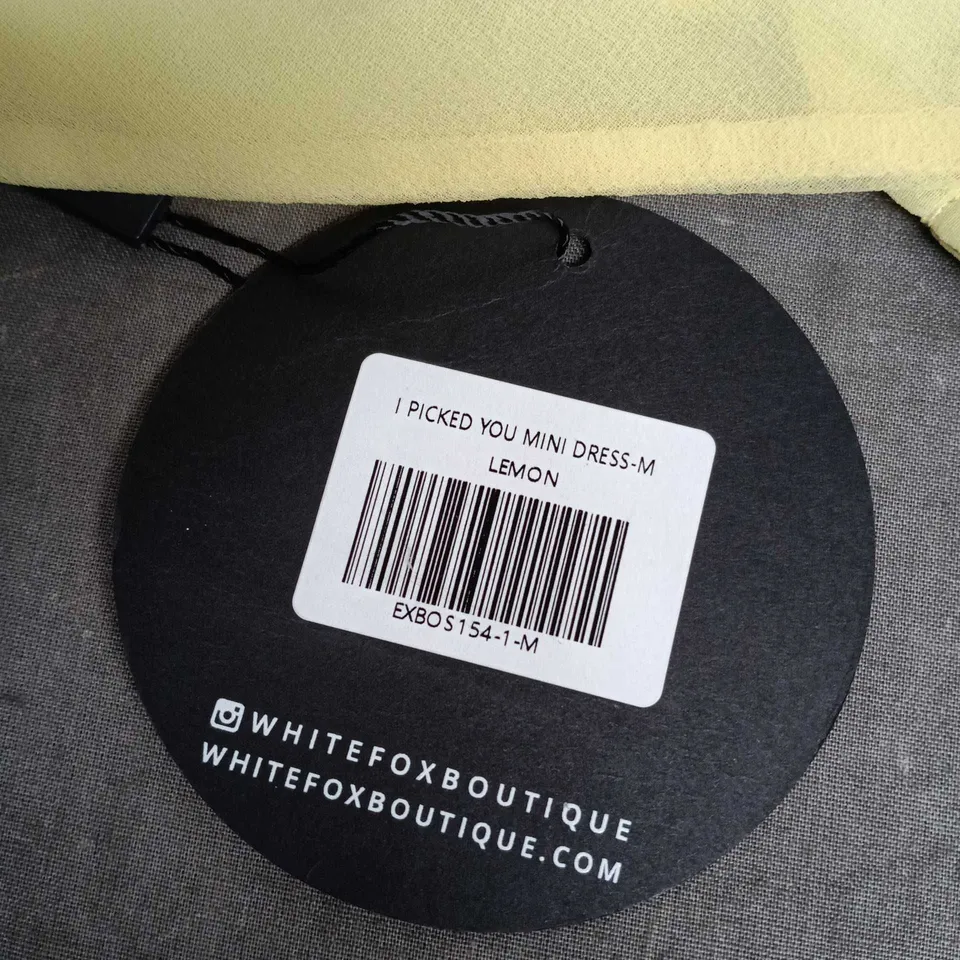 I PICKED YOU MINI DRESS-M
LEMON
EXBOS154-1-M
WHITEFOXBOUTIQUE
WHITEFOXBOUTIQUE.COM